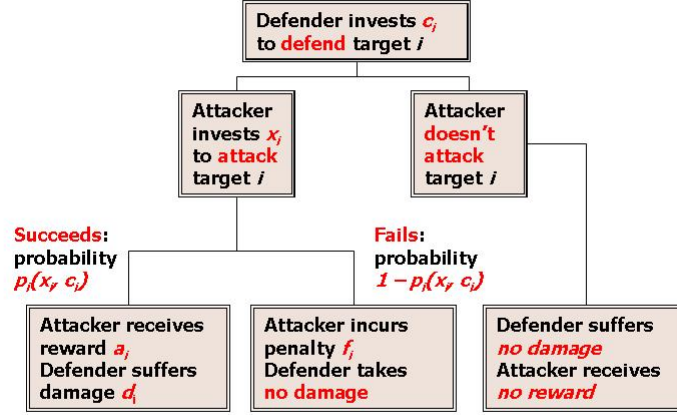 Defender invests c_i
to defend target i
Attacker
invests x_i
to attack
target i
Attacker
doesn't
attack
target i
Succeeds:
probability
p_i(x_i, c_i)
Fails:
probability
1 – p_i(x_i, c_i)
Attacker receives
reward a_i
Defender suffers
damage d_i
Attacker incurs
penalty f_i
Defender takes
no damage
Defender suffers
no damage
Attacker receives
no reward